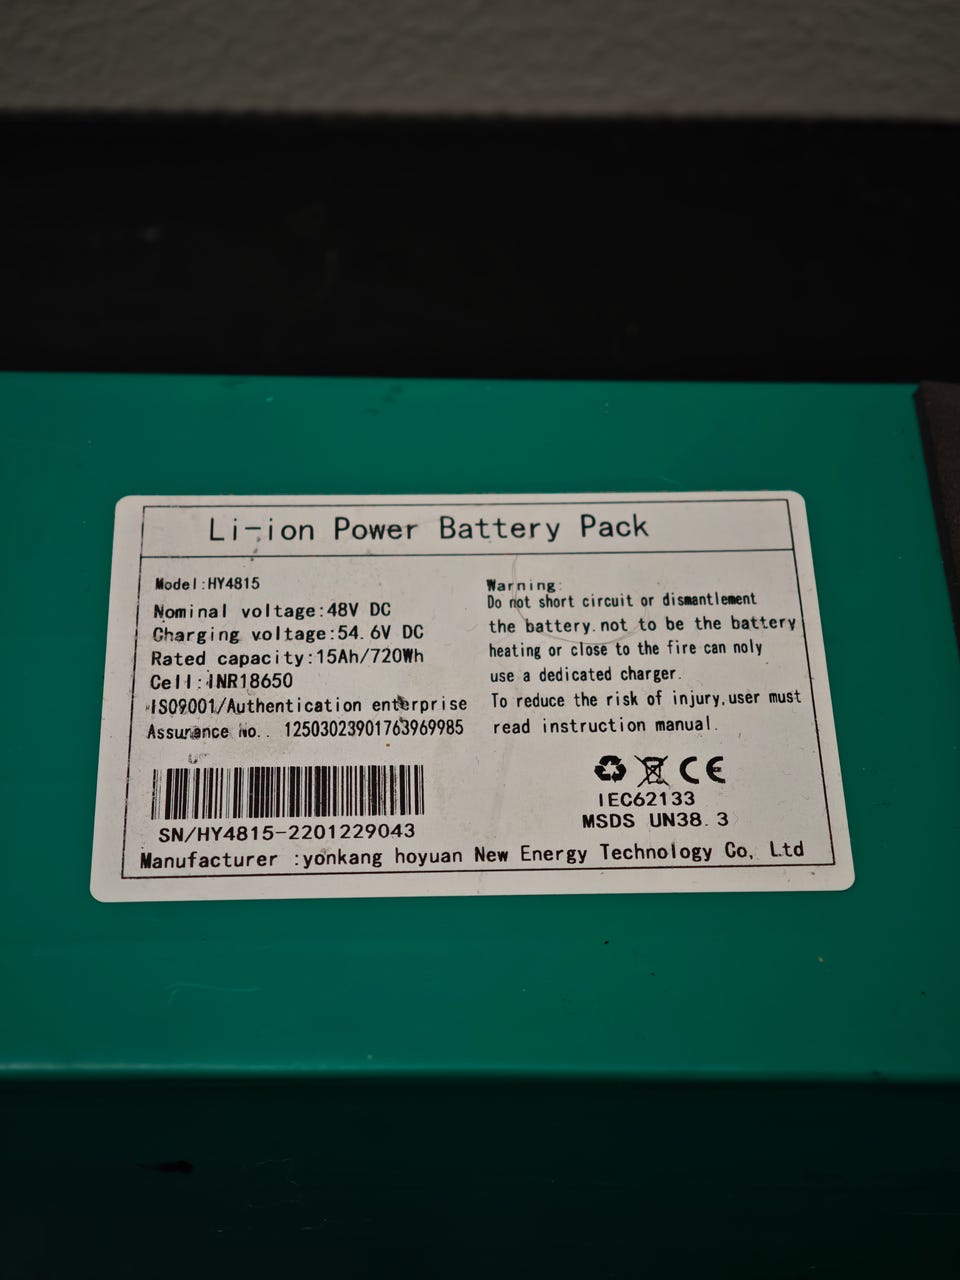 Li-ion Power Battery Pack
Model:HY4815
Nominal voltage:48V DC
Charging voltage:54.6V DC
Rated capacity:15Ah/720Wh
Cell:INR18650
ISO9001/Authentication enterprise
Assurance No.. 12503023901763969985
SN/HY4815-2201229043
Warning:
Do not short circuit or dismantlement
the battery.not to be the battery
heating or close to the fire can noly
use a dedicated charger.
To reduce the risk of injury,user must
read instruction manual.
CE
IEC62133
MSDS UN38.3
Manufacturer :yonkang hoyuan New Energy Technology Co, Ltd